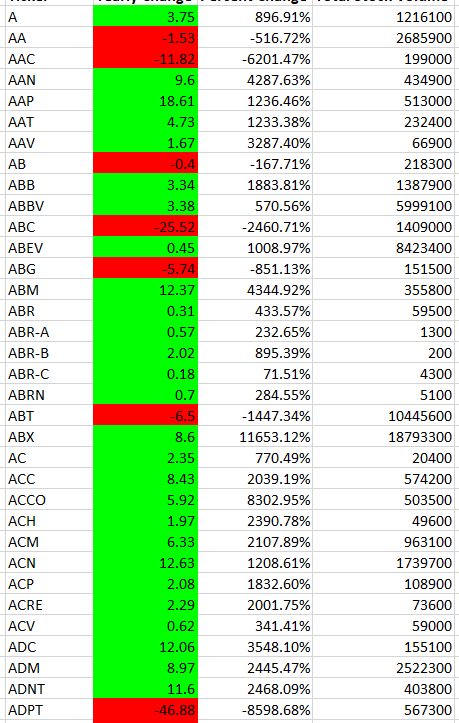 Ticker Yearly Change Percent Change Total Stock Volume
A 3.75 896.91% 1216100
AA -1.53 -516.72% 2685900
AAC -11.82 -6201.47% 199000
AAN 9.6 4287.63% 434900
AAP 18.61 1236.46% 513000
AAT 4.73 1233.38% 232400
AAV 1.67 3287.40% 66900
AB -0.4 -167.71% 218300
ABB 3.34 1883.81% 1387900
ABBV 3.38 570.56% 5999100
ABC -25.52 -2460.71% 1409000
ABEV 0.45 1008.97% 8423400
ABG -5.74 -851.13% 151500
ABM 12.37 4344.92% 355800
ABR 0.31 433.57% 59500
ABR-A 0.57 232.65% 1300
ABR-B 2.02 895.39% 200
ABR-C 0.18 71.51% 4300
ABRN 0.7 284.55% 5100
ABT -6.5 -1447.34% 10445600
ABX 8.6 11653.12% 18793300
AC 2.35 770.49% 20400
ACC 8.43 2039.19% 574200
ACCO 5.92 8302.95% 503500
ACH 1.97 2390.78% 49600
ACM 6.33 2107.89% 963100
ACN 12.63 1208.61% 1739700
ACP 2.08 1832.60% 108900
ACRE 2.29 2001.75% 73600
ACV 0.62 341.41% 59000
ADC 12.06 3548.10% 155100
ADM 8.97 2445.47% 2522300
ADNT 11.6 2468.09% 403800
ADPT -46.88 -8598.68% 567300